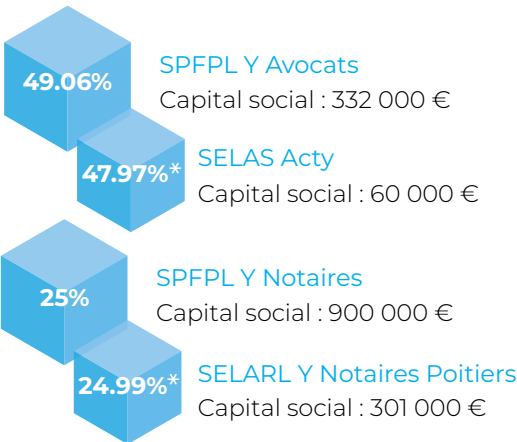 49.06%
SPFPL Y Avocats
Capital social : 332 000 €
47.97%*
SELAS Acty
Capital social : 60 000 €
25%
SPFPL Y Notaires
Capital social : 900 000 €
24.99%*
SELARL Y Notaires Poitiers
Capital social : 301 000 €